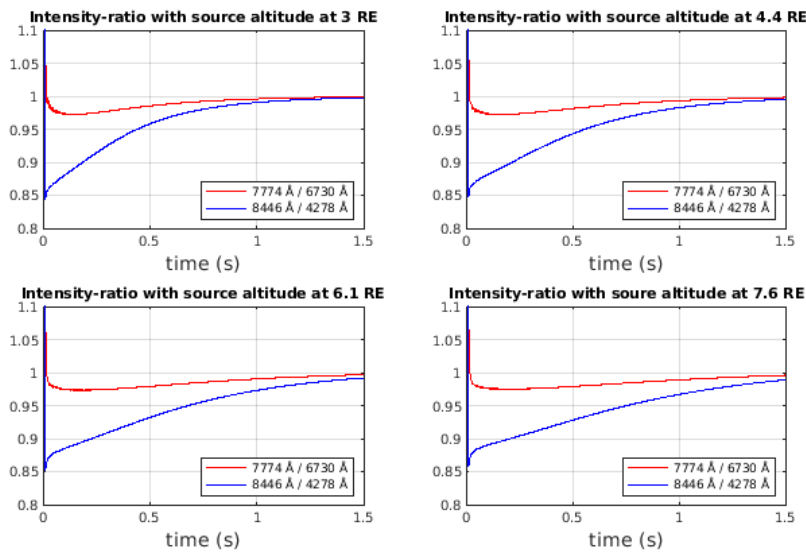 Intensity-ratio with source altitude at 3 RE
1.1
1.05
1
0.95
0.9
0.85
0.8
7774 Å / 6730 Å
8446 Å / 4278 Å
0 0.5 1 1.5
time (s)
Intensity-ratio with source altitude at 4.4 RE
1.1
1.05
1
0.95
0.9
0.85
0.8
7774 Å / 6730 Å
8446 Å / 4278 Å
0 0.5 1 1.5
time (s)
Intensity-ratio with source altitude at 6.1 RE
1.1
1.05
1
0.95
0.9
0.85
0.8
7774 Å / 6730 Å
8446 Å / 4278 Å
0 0.5 1 1.5
time (s)
Intensity-ratio with soure altitude at 7.6 RE
1.1
1.05
1
0.95
0.9
0.85
0.8
7774 Å / 6730 Å
8446 Å / 4278 Å
0 0.5 1 1.5
time (s)